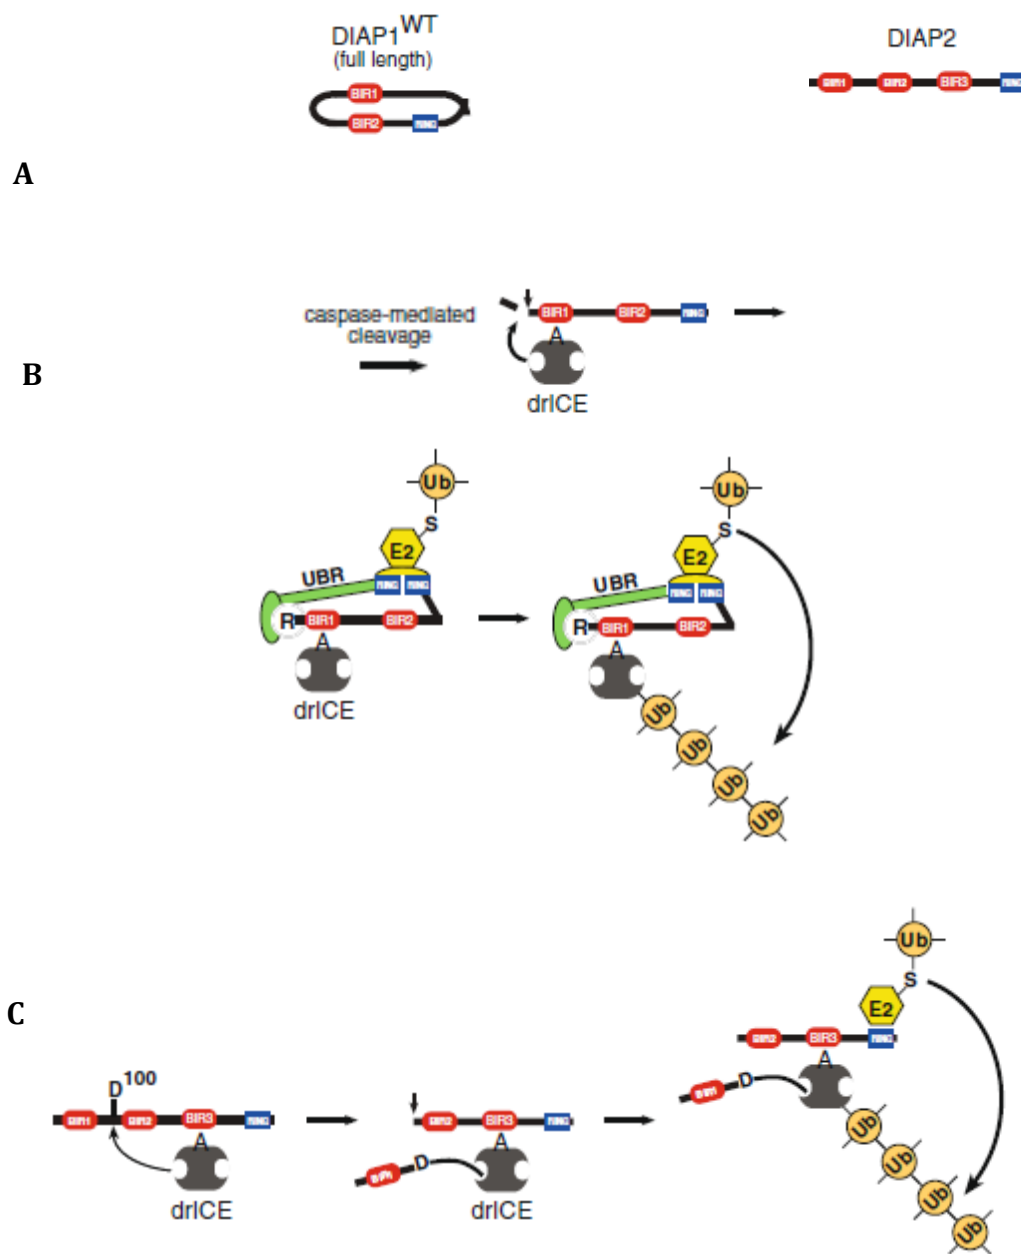 DIAP1WT
(full length)
BIR1
BIR2 RING
DIAP2
BIR1 BIR2 BIR3 RING
A
caspase-mediated
cleavage
BIR1 BIR2 RING
A
drICE
B
Ub
S
E2
UBR
RING RING
R BIR1 BIR2
A
drICE
Ub
S
E2
UBR
RING RING
R BIR1 BIR2
A
Ub
Ub
Ub
Ub
C
D100
BIR1 BIR2 BIR3 RING
A
drICE
BIR2 BIR3 RING
A
BIR1 D
drICE
Ub
S
E2
BIR2 BIR3 RING
A
BIR1 D
Ub
Ub
Ub
Ub